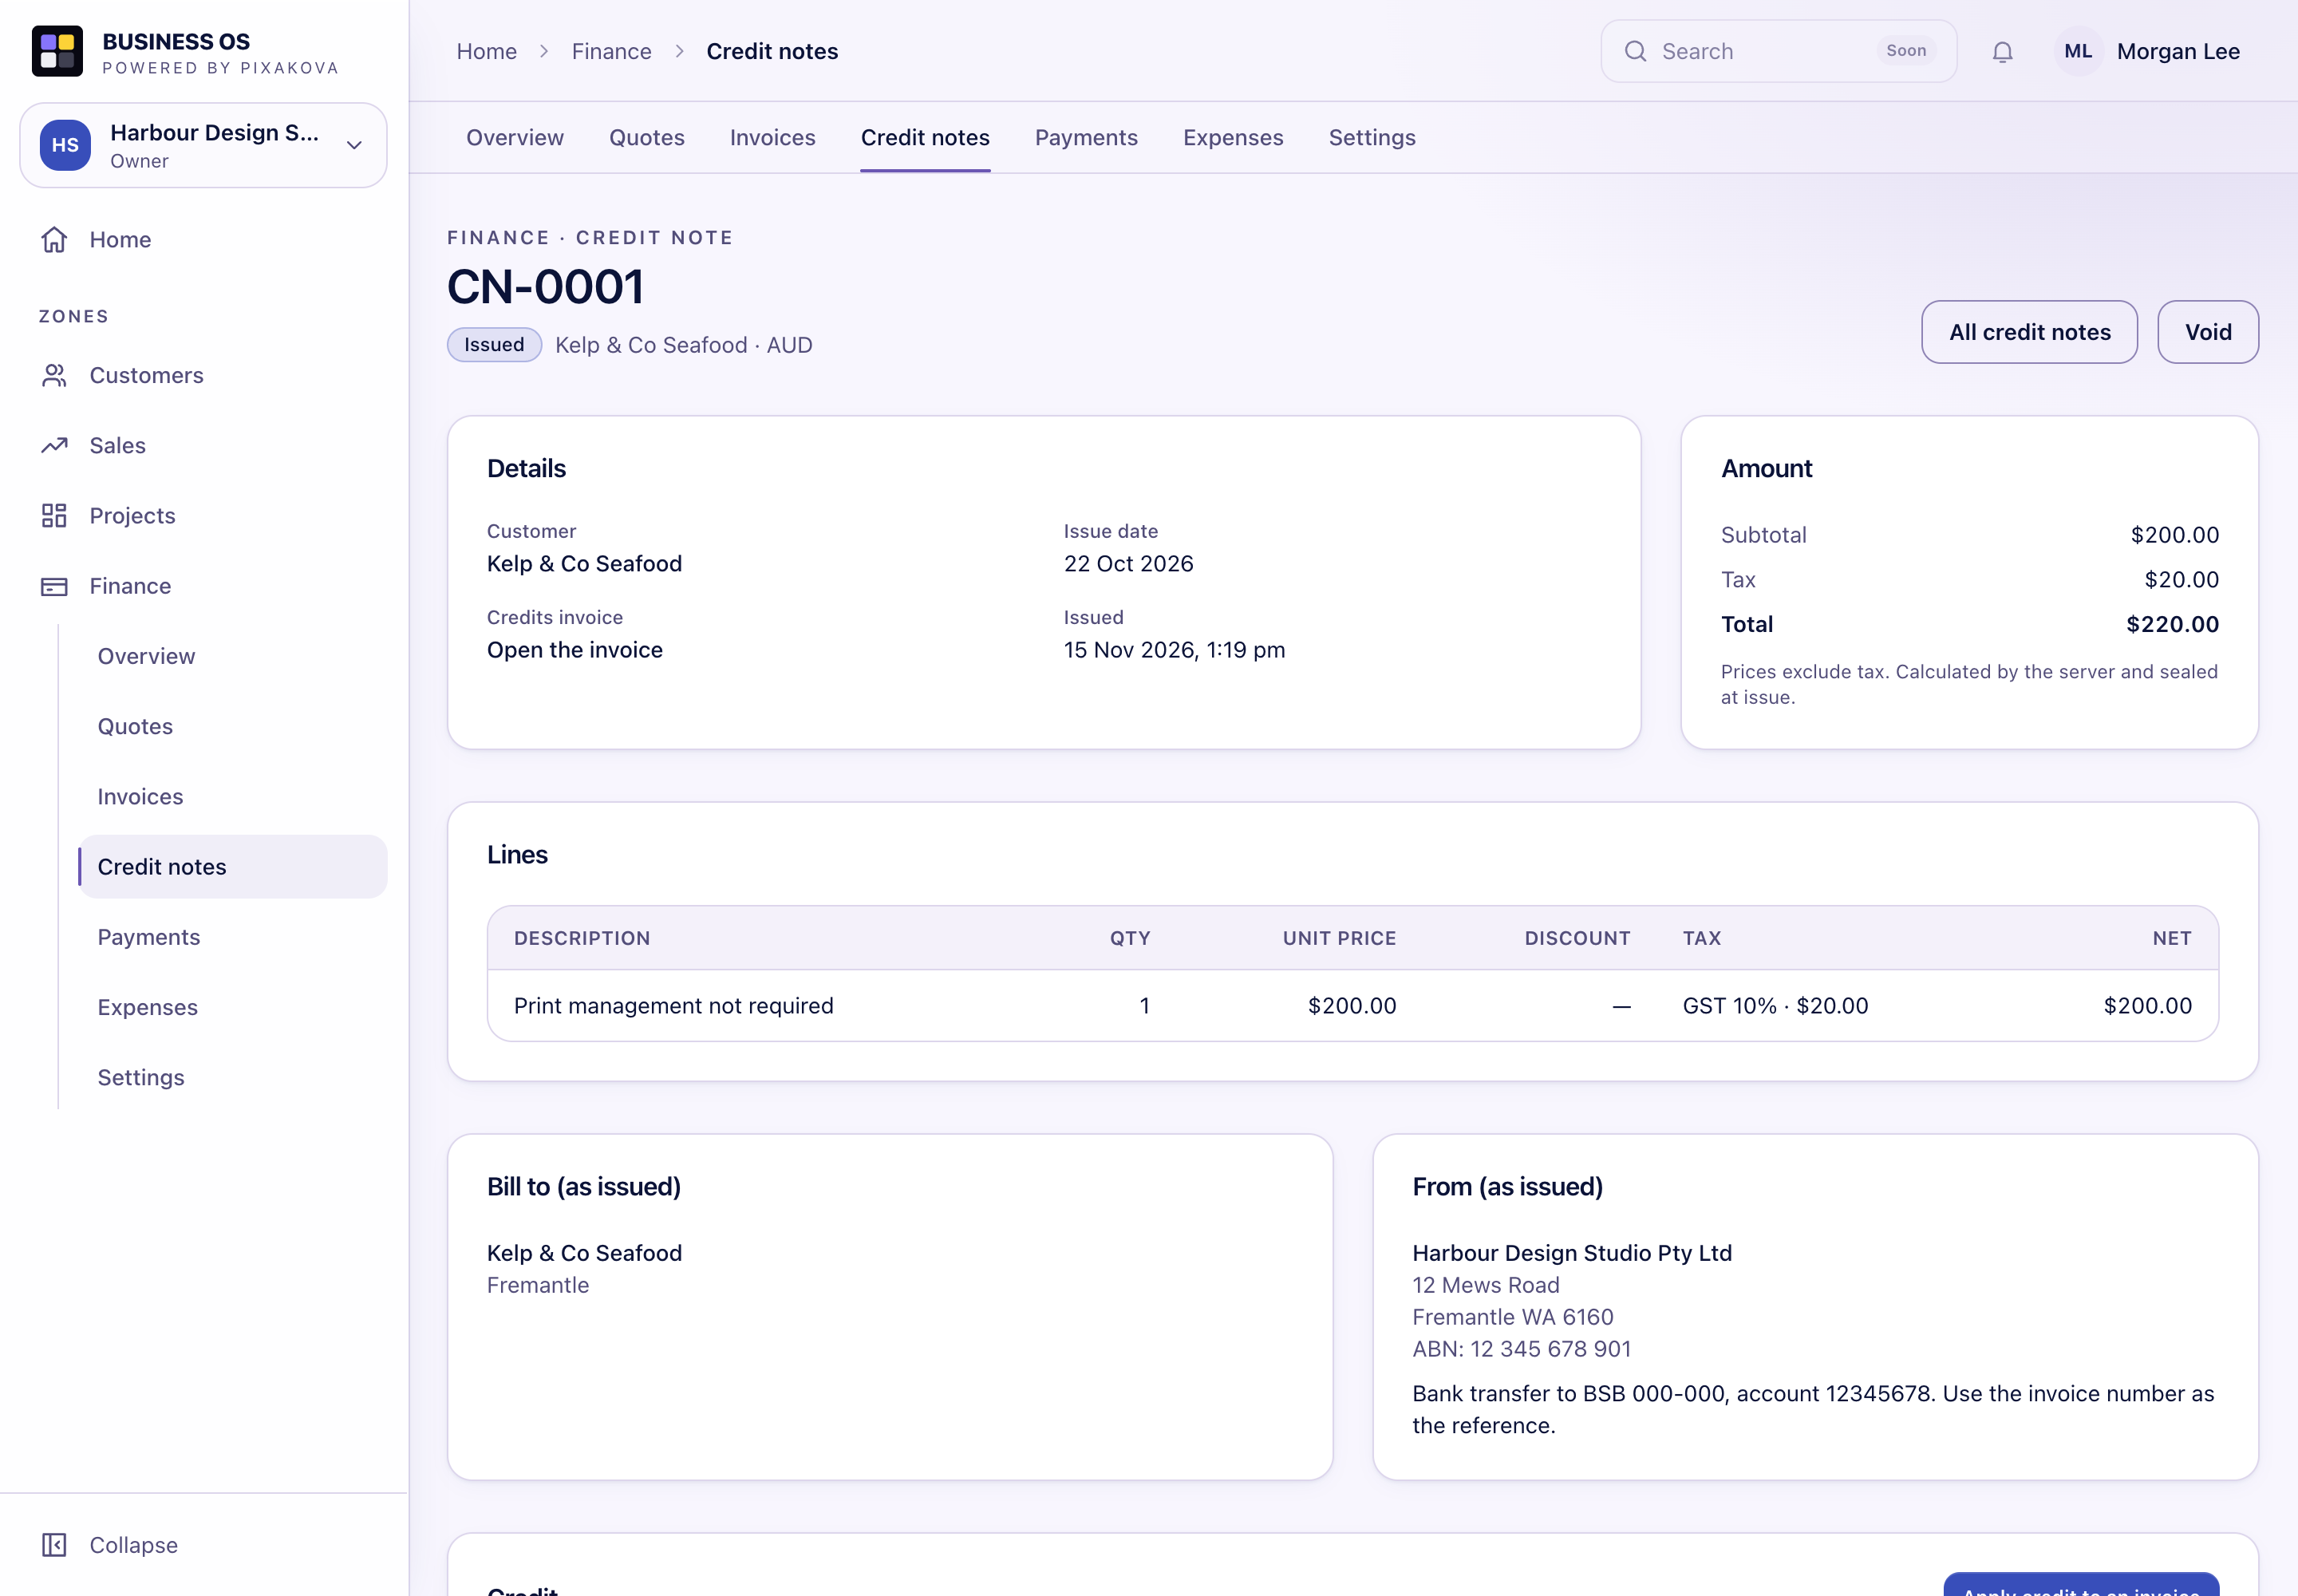 BUSINESS OS
POWERED BY PIXAKOVA
HS
Harbour Design S...
Owner
Home
ZONES
Customers
Sales
Projects
Finance
Overview
Quotes
Invoices
Credit notes
Payments
Expenses
Settings
Collapse
Home > Finance > Credit notes
Search
Soon
ML
Morgan Lee
Overview Quotes Invoices Credit notes Payments Expenses Settings
FINANCE · CREDIT NOTE
CN-0001
Issued Kelp & Co Seafood · AUD
All credit notes
Void
Details
Customer
Kelp & Co Seafood
Issue date
22 Oct 2026
Credits invoice
Open the invoice
Issued
15 Nov 2026, 1:19 pm
Amount
Subtotal $200.00
Tax $20.00
Total $220.00
Prices exclude tax. Calculated by the server and sealed
at issue.
Lines
DESCRIPTION QTY UNIT PRICE DISCOUNT TAX NET
Print management not required 1 $200.00 — GST 10% · $20.00 $200.00
Bill to (as issued)
Kelp & Co Seafood
Fremantle
From (as issued)
Harbour Design Studio Pty Ltd
12 Mews Road
Fremantle WA 6160
ABN: 12 345 678 901
Bank transfer to BSB 000-000, account 12345678. Use the invoice number as
the reference.
Credit
Apply credit to an invoice